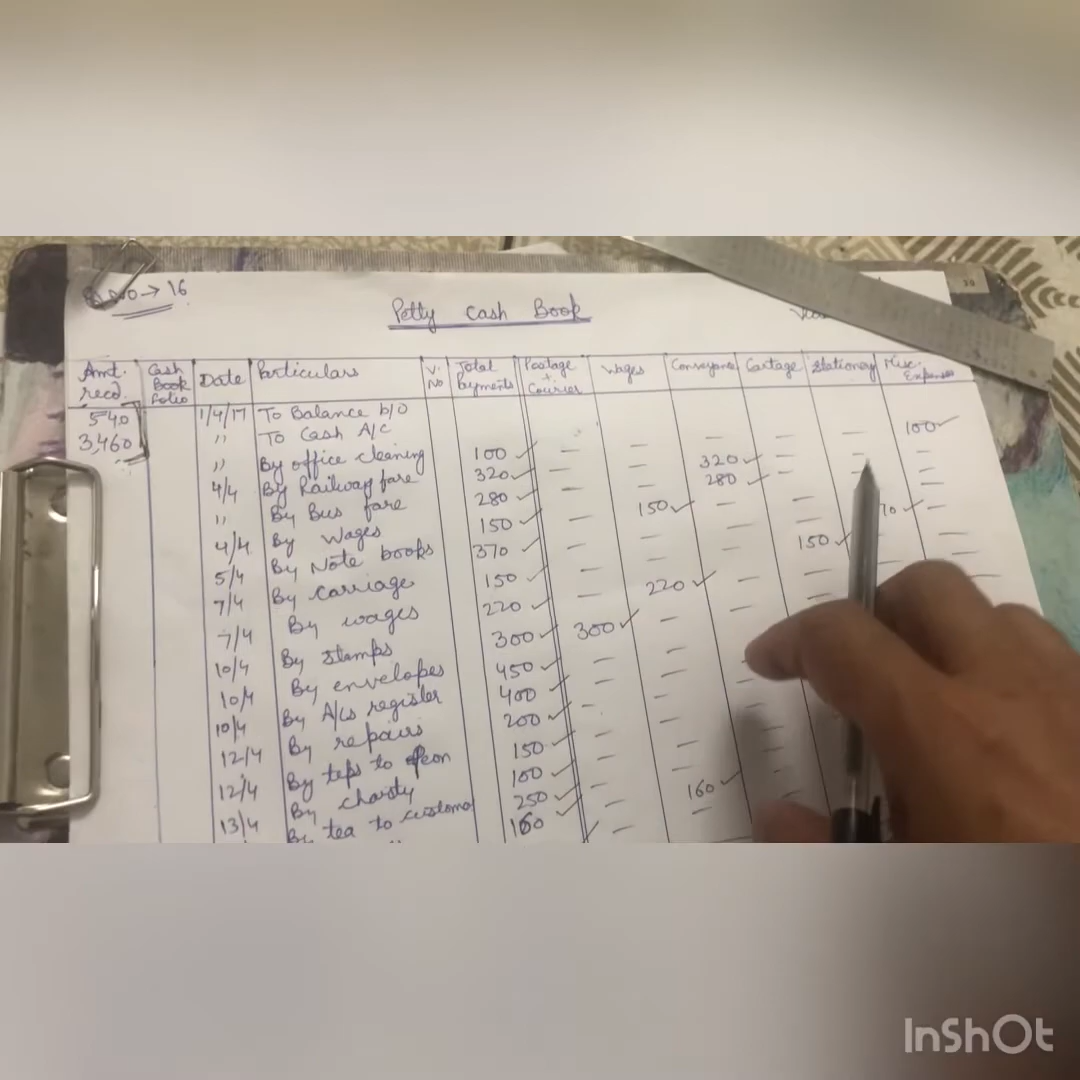 Q NO → 16
Petty Cash Book
Amt. recd. Cash Book Folio Date Particulars V. No Total Payments Postage + Courier Wages Conveyance Cartage Stationery Misc. Expenses
540 1/4/17 To Balance b/d
3,460 " To Cash A/c
" By office cleaning 100 ✓ — — — — — 100 ✓
4/4 By Railway fare 320 ✓ — — 320 ✓ — — —
" By Bus fare 280 ✓ — — 280 ✓ — —
4/4 By Wages 150 ✓ — 150 ✓ — —
5/4 By Note books 370 ✓ — — — 70 ✓
7/4 By Carriage 150 ✓ — — — 150 ✓ —
7/4 By wages 220 ✓ — 220 ✓ — —
10/4 By stamps 300 ✓ 300 ✓ — —
10/4 By envelopes 450 ✓ — — —
10/4 By A/cs register 400 ✓ — — —
12/4 By repairs 200 ✓ — — —
12/4 By tips to peon 150 ✓ — — —
13/4 By charity 100 ✓ — — —
By tea to customer 250 ✓ — 160 ✓ —
160 ✓ — —
InShOt